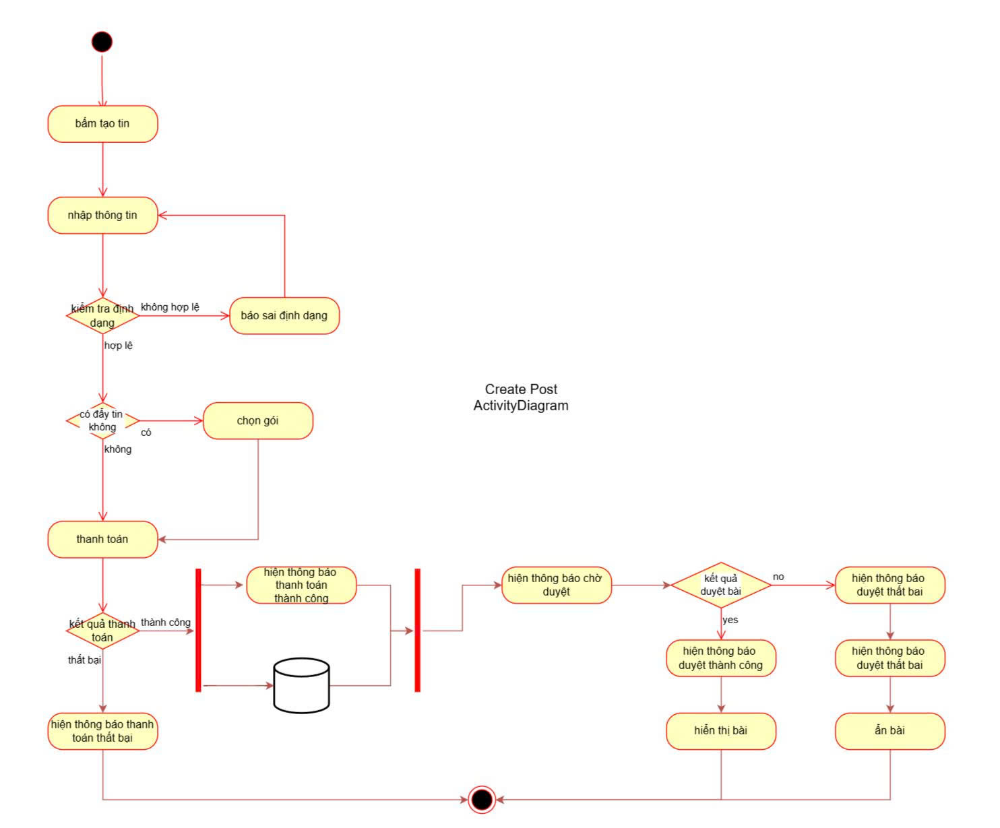 bấm tạo tin
nhập thông tin
kiểm tra định
dạng
không hợp lệ
báo sai định dạng
hợp lệ
có đẩy tin
không
có
chọn gói
không
Create Post
ActivityDiagram
thanh toán
kết quả thanh
toán
thành công
thất bại
hiện thông báo
thanh toán
thành công
hiện thông báo thanh
toán thất bại
hiện thông báo chờ
duyệt
kết quả
duyệt bài
no
yes
hiện thông báo
duyệt thất bai
hiện thông báo
duyệt thành công
hiện thông báo
duyệt thất bai
hiển thị bài
ẩn bài